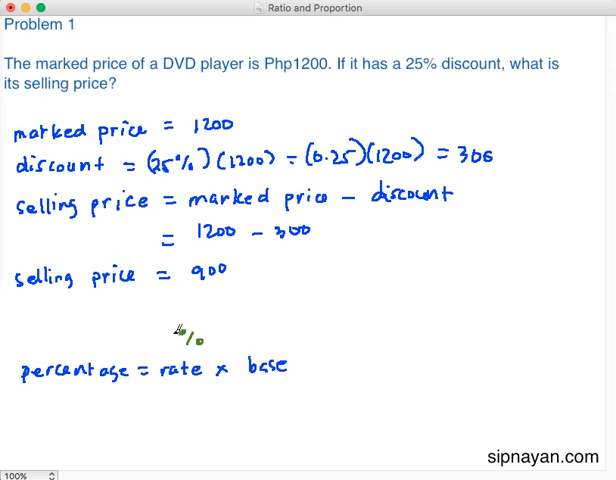 Ratio and Proportion
Problem 1
The marked price of a DVD player is Php1200. If it has a 25% discount, what is
its selling price?
marked price = 1200
discount = (25%)(1200) = (0.25)(1200) = 300
selling price = marked price - discount
= 1200 - 300
selling price = 900
%
percentage = rate x base
sipnayan.com
100%